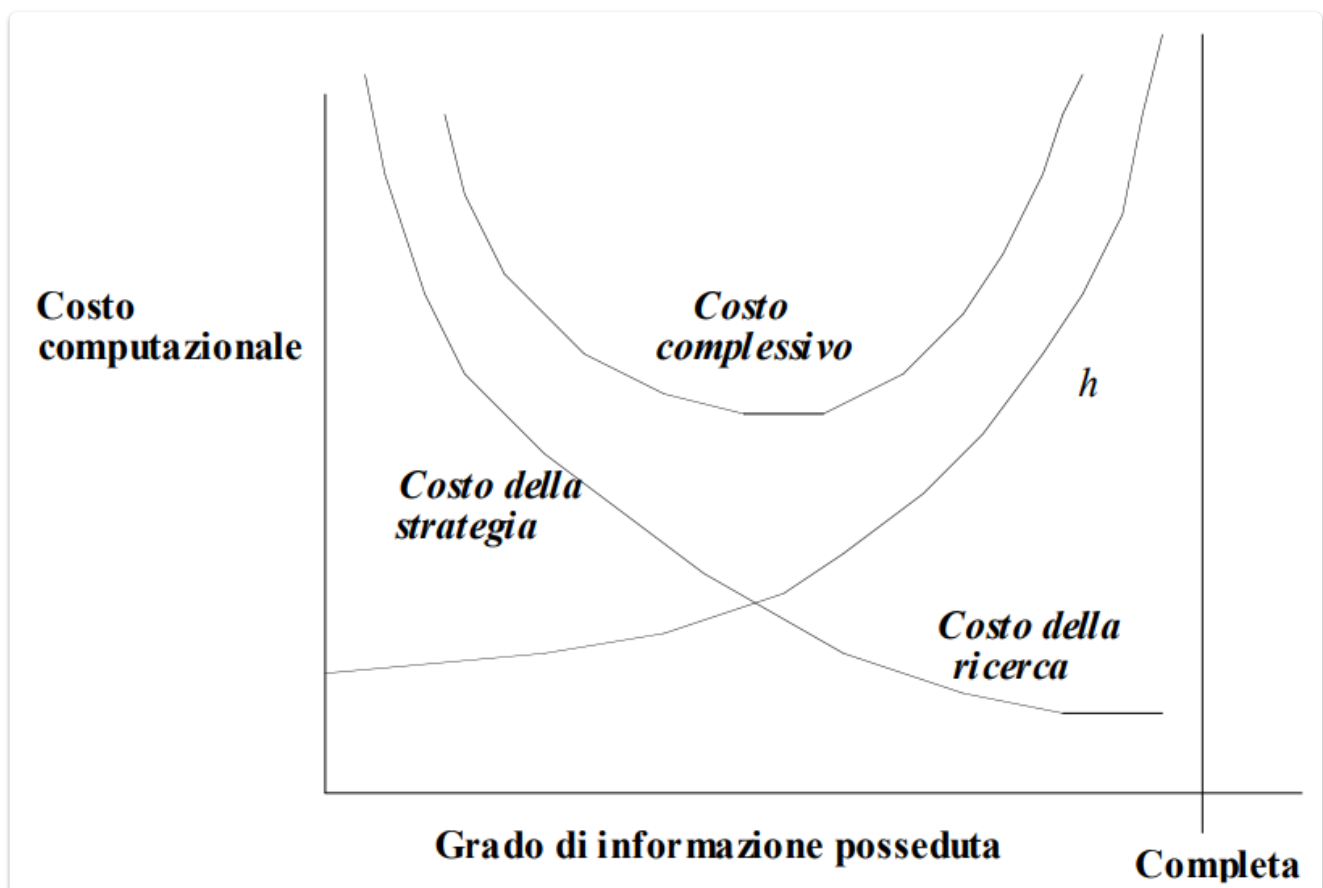 Costo
computazionale
Costo
complessivo
h
Costo della
strategia
Costo della
ricerca
Grado di informazione posseduta
Completa